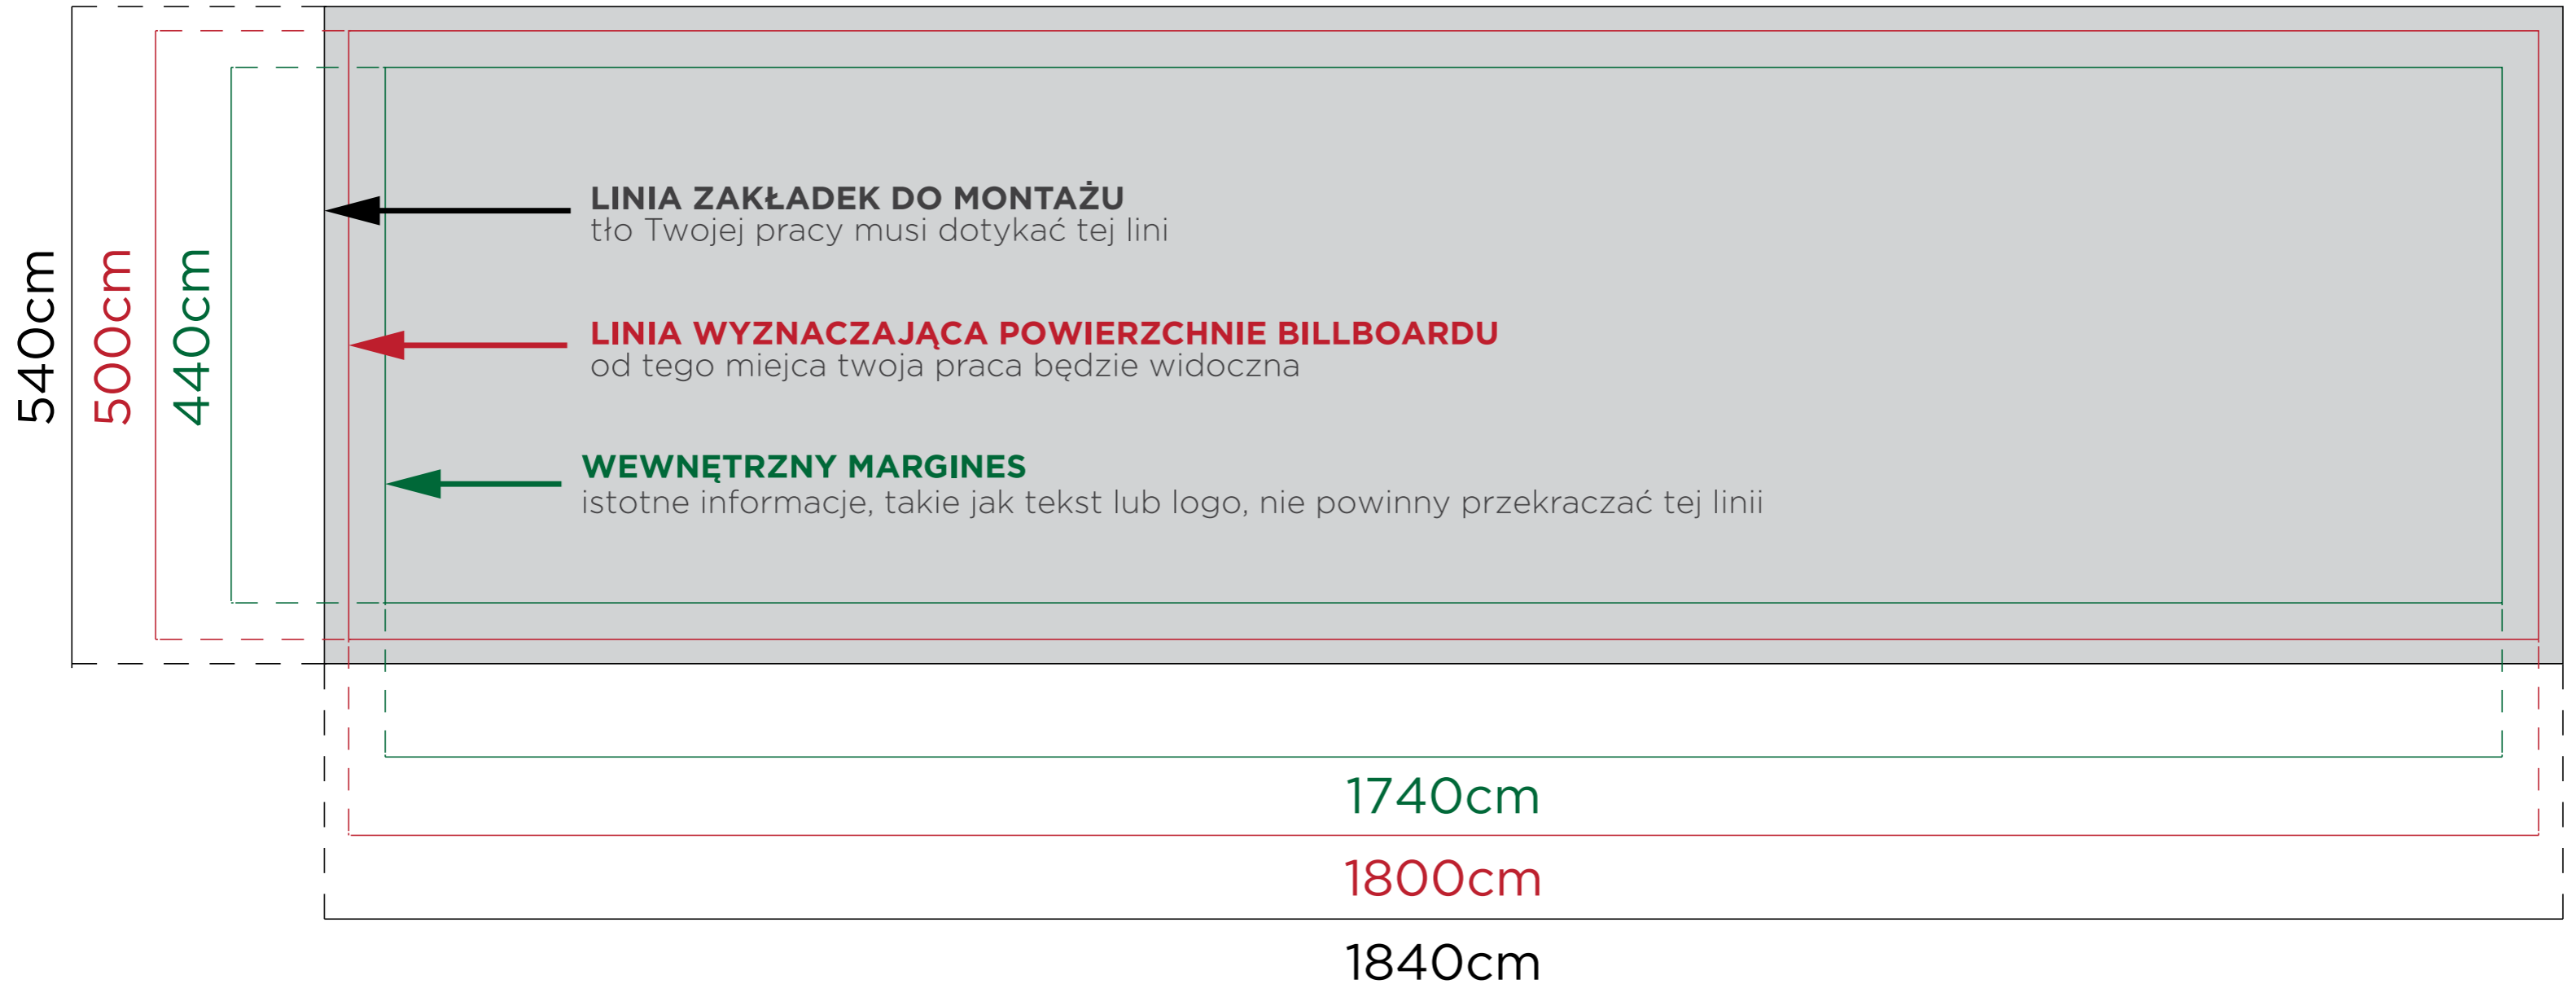 540cm
500cm
440cm
LINIA ZAKŁADEK DO MONTAŻU
tło Twojej pracy musi dotykać tej lini
LINIA WYZNACZAJĄCA POWIERZCHNIE BILLBOARDU
od tego miejca twoja praca będzie widoczna
WEWNĘTRZNY MARGINES
istotne informacje, takie jak tekst lub logo, nie powinny przekraczać tej linii
1740cm
1800cm
1840cm